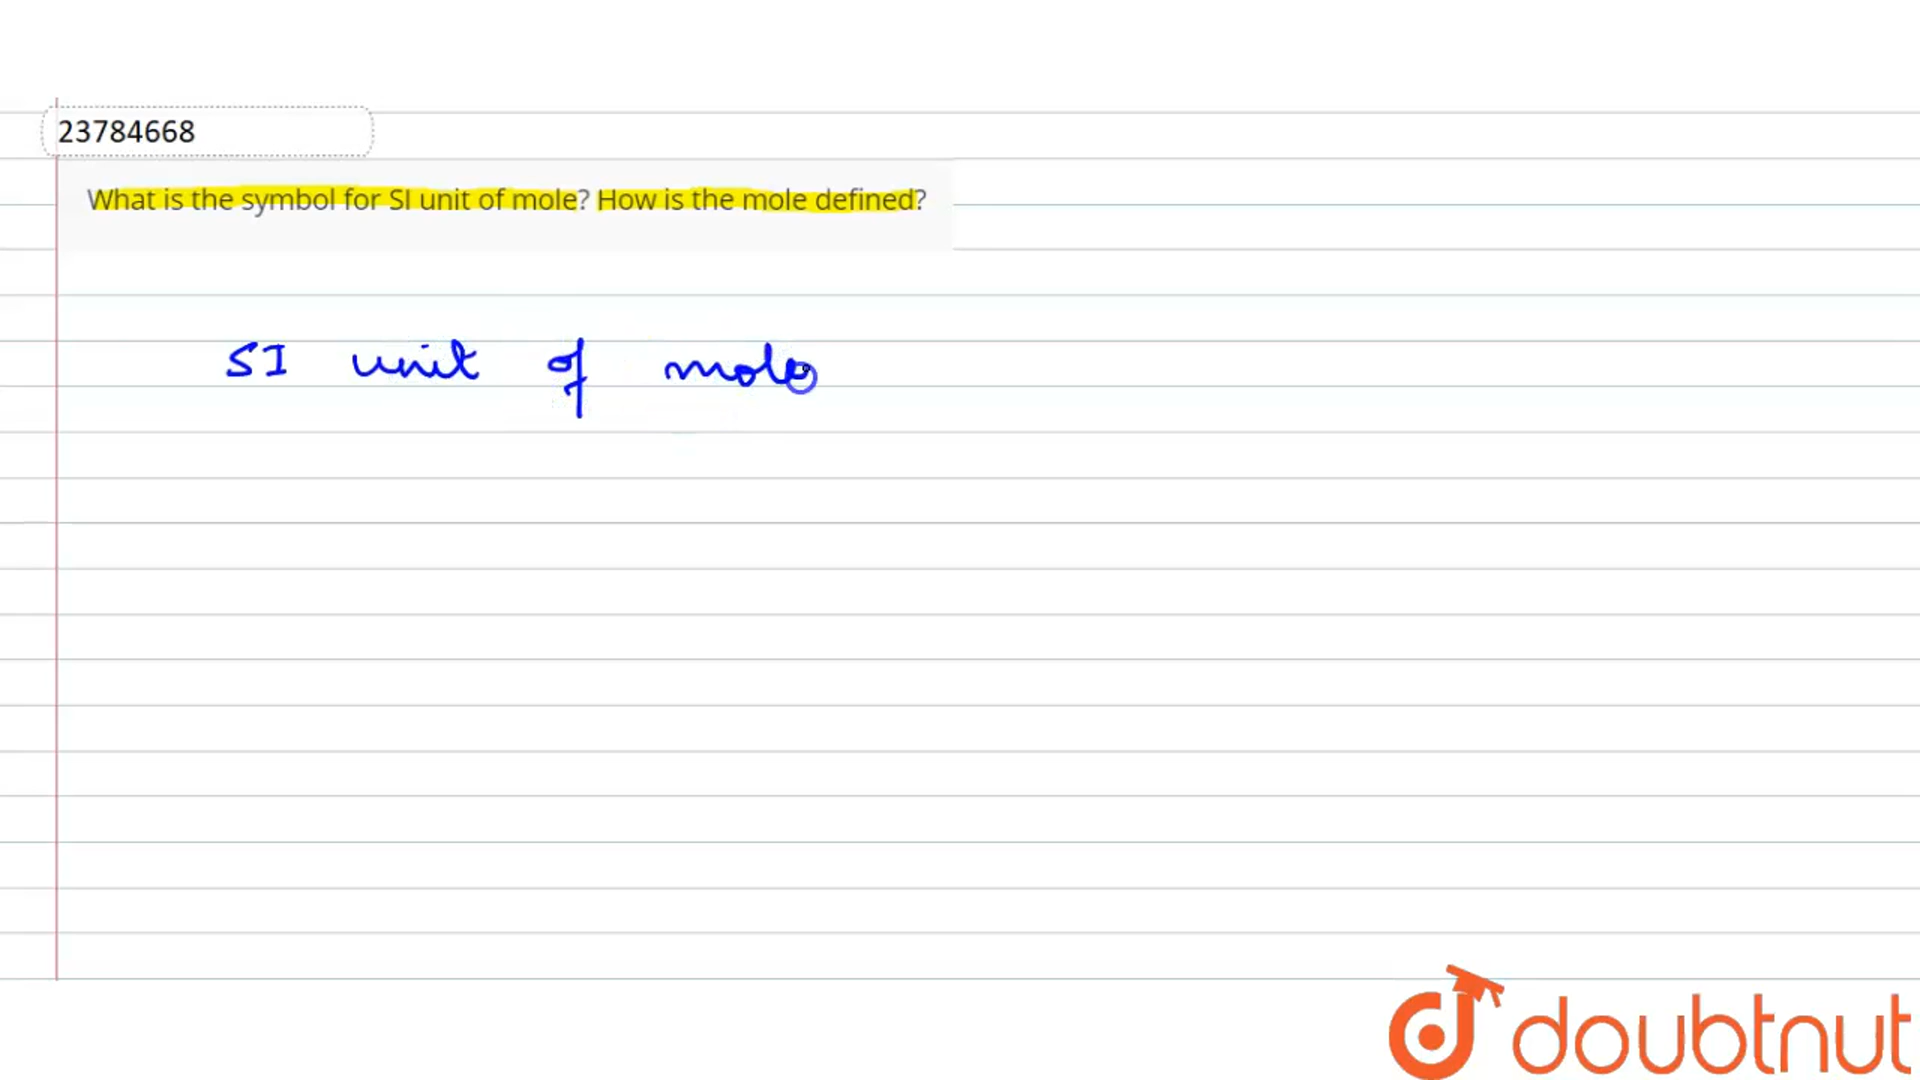 23784668
What is the symbol for SI unit of mole? How is the mole defined?
SI unit of mole
doubtnut